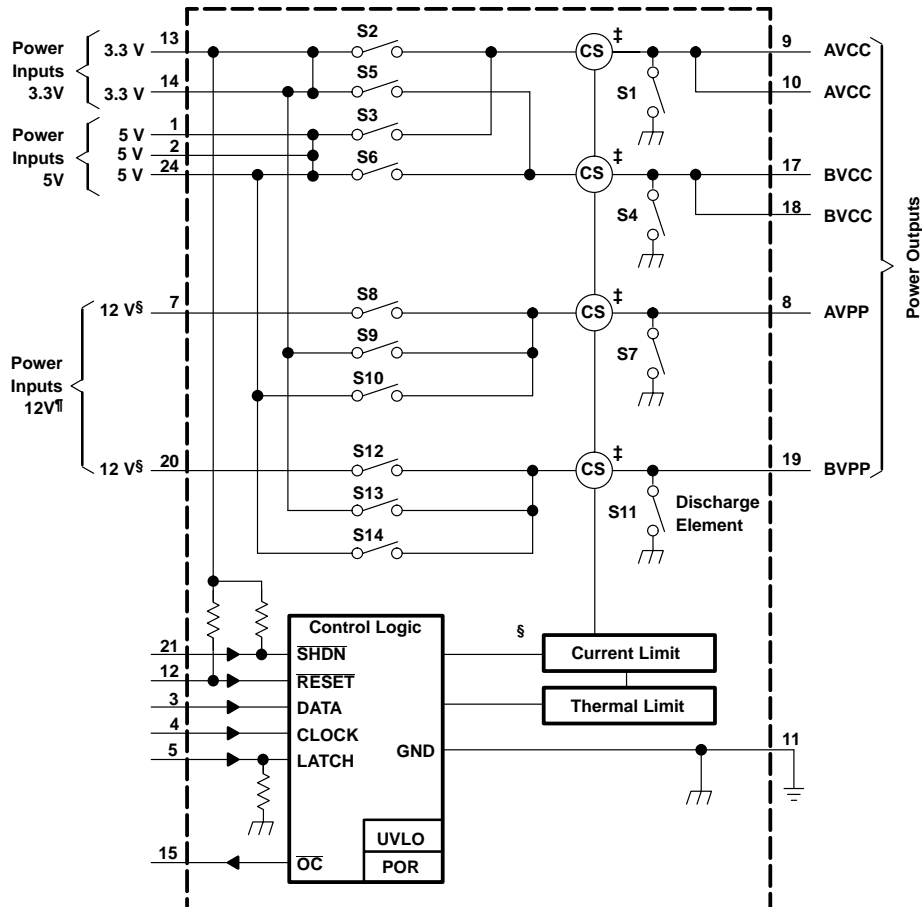 S2
‡
13
9
Power
Inputs
3.3V
3.3 V
CS
AVCC
S5
14
10
3.3 V
S1
AVCC
S3
1
Power
Inputs
5V
5 V
2
5 V
S6
‡
24
17
5 V
CS
BVCC
18
S4
BVCC
Power Outputs
S8
‡
7
8
12 V§
CS
AVPP
S9
S7
Power
Inputs
12V¶
S10
S12
‡
20
19
12 V§
CS
BVPP
S13
S11
Discharge
Element
S14
Control Logic
§
21
SHDN
Current Limit
12
RESET
3
DATA
Thermal Limit
4
CLOCK
11
5
LATCH
GND
UVLO
15
OC
POR